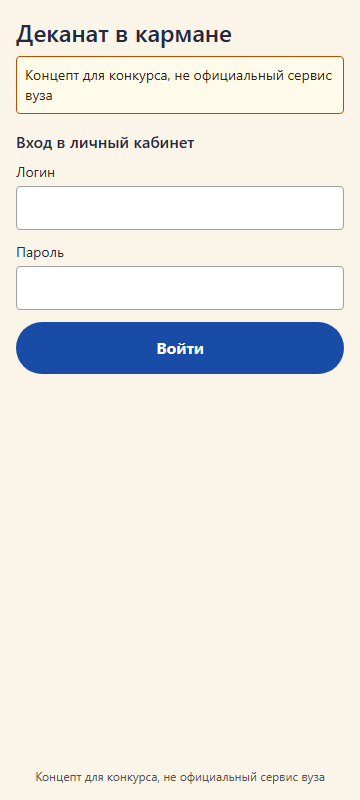 Деканат в кармане
Концепт для конкурса, не официальный сервис
вуза
Вход в личный кабинет
Логин
Пароль
Войти
Концепт для конкурса, не официальный сервис вуза